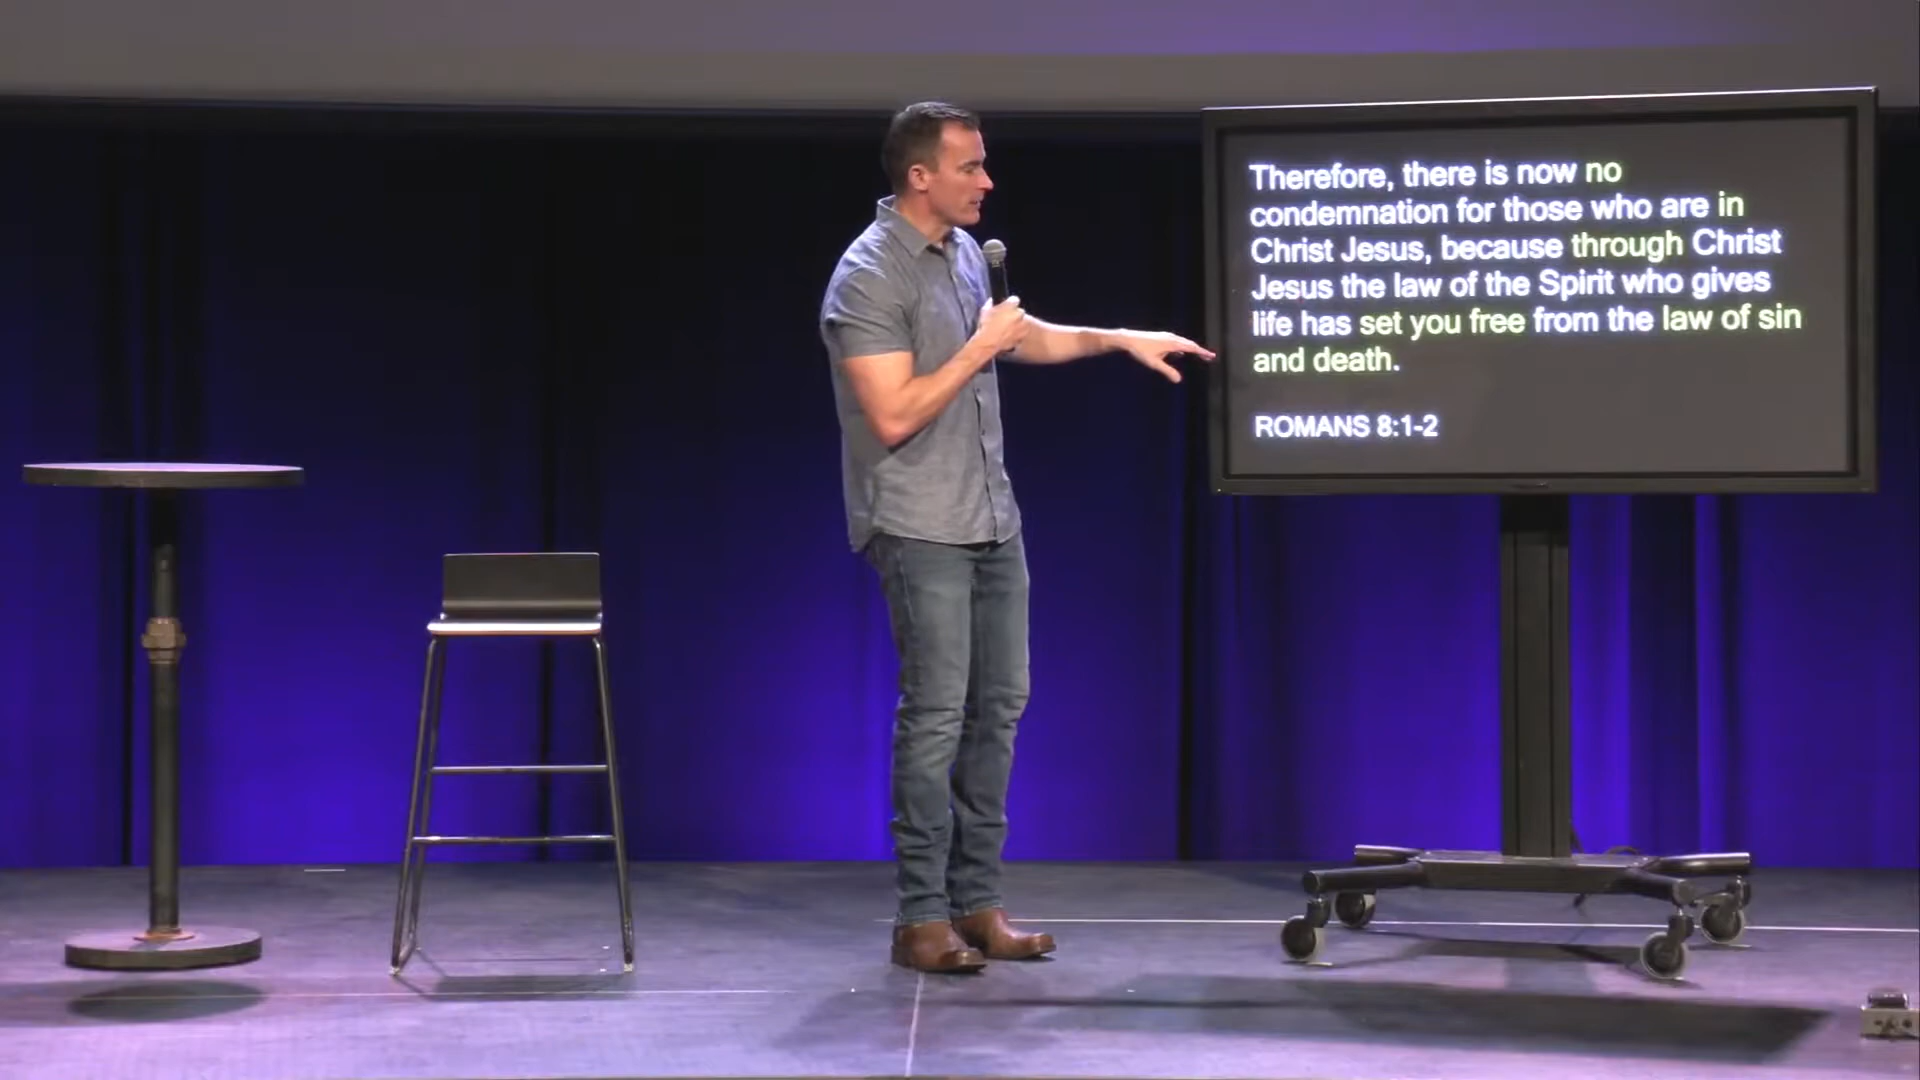 Therefore, there is now no
condemnation for those who are in
Christ Jesus, because through Christ
Jesus the law of the Spirit who gives
life has set you free from the law of sin
and death.
ROMANS 8:1-2